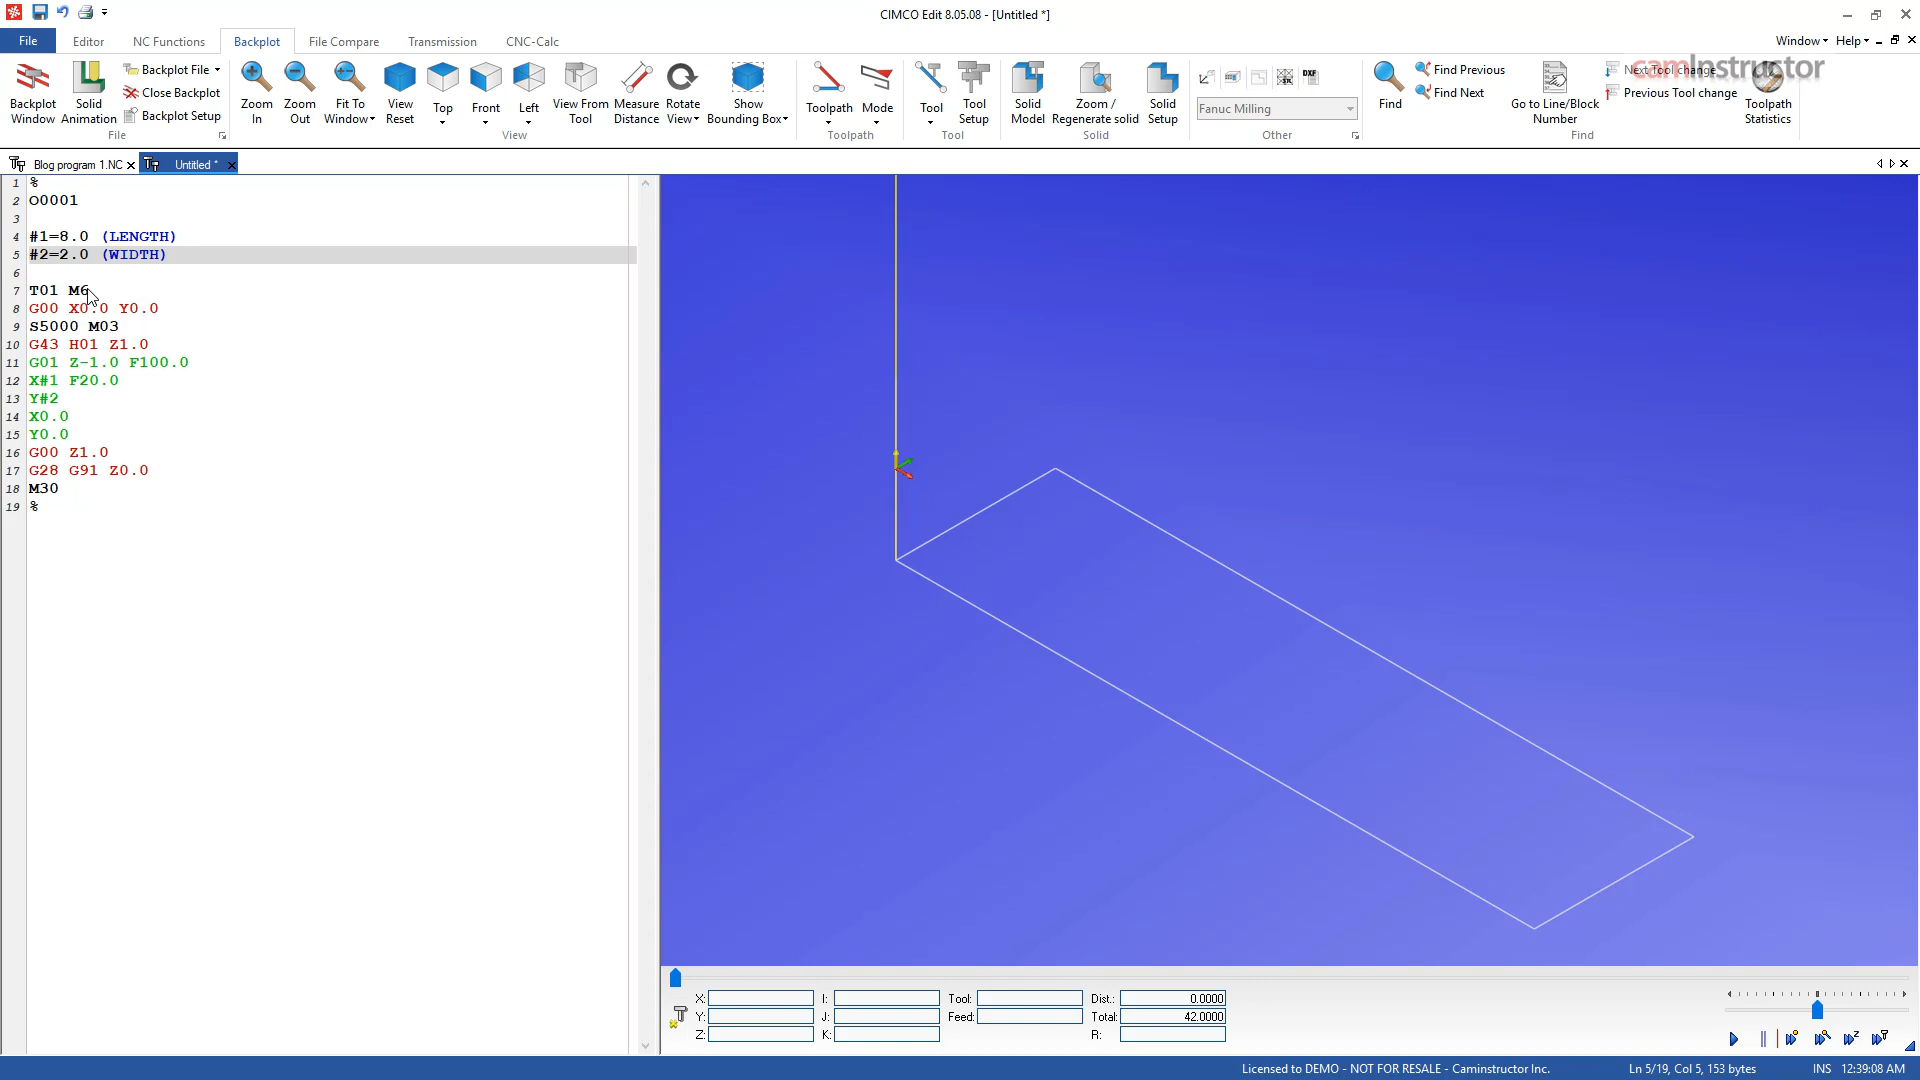 CIMCO Edit 8.05.08 - [Untitled *]
File Editor NC Functions Backplot File Compare Transmission CNC-Calc Window Help
Backplot Window
Solid Animation
Backplot File
Close Backplot
Backplot Setup
File
Zoom In
Zoom Out
Fit To Window
View Reset
Top
Front
Left
View From Tool
Measure Distance
Rotate View
Show Bounding Box
View
Toolpath
Mode
Toolpath
Tool
Tool Setup
Tool
Solid Model
Zoom / Regenerate solid
Solid Setup
Solid
DXF
Fanuc Milling
Other
Find
Find Previous
Find Next
Go to Line/Block Number
Next Tool change
Previous Tool change
Toolpath Statistics
Find
camInstructor
Blog program 1.NC
Untitled *
1 %
2 O0001
3
4 #1=8.0 (LENGTH)
5 #2=2.0 (WIDTH)
6
7 T01 M6
8 G00 X0.0 Y0.0
9 S5000 M03
10 G43 H01 Z1.0
11 G01 Z-1.0 F100.0
12 X#1 F20.0
13 Y#2
14 X0.0
15 Y0.0
16 G00 Z1.0
17 G28 G91 Z0.0
18 M30
19 %
X: I: Tool: Dist.: 0.0000
Y: J: Feed: Total: 42.0000
Z: K: R:
Licensed to DEMO - NOT FOR RESALE - Caminstructor Inc. Ln 5/19, Col 5, 153 bytes INS 12:39:08 AM